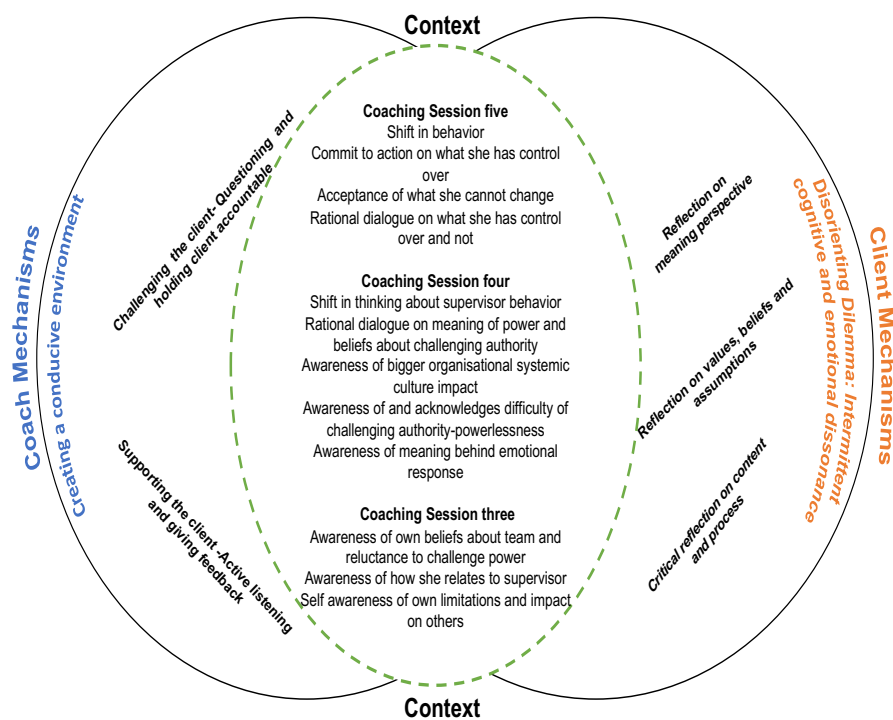 Context
Coach Mechanisms
Creating a conducive environment
Challenging the client- Questioning and
holding client accountable
Supporting the client -Active listening
and giving feedback
Coaching Session five
Shift in behavior
Commit to action on what she has control
over
Acceptance of what she cannot change
Rational dialogue on what she has control
over and not
Coaching Session four
Shift in thinking about supervisor behavior
Rational dialogue on meaning of power and
beliefs about challenging authority
Awareness of bigger organisational systemic
culture impact
Awareness of and acknowledges difficulty of
challenging authority-powerlessness
Awareness of meaning behind emotional
response
Coaching Session three
Awareness of own beliefs about team and
reluctance to challenge power
Awareness of how she relates to supervisor
Self awareness of own limitations and impact
on others
Reflection on
meaning perspective
Reflection on values, beliefs and
assumptions
Critical reflection on content
and process
Disorienting Dilemma: Intermittent
cognitive and emotional dissonance
Client Mechanisms
Context